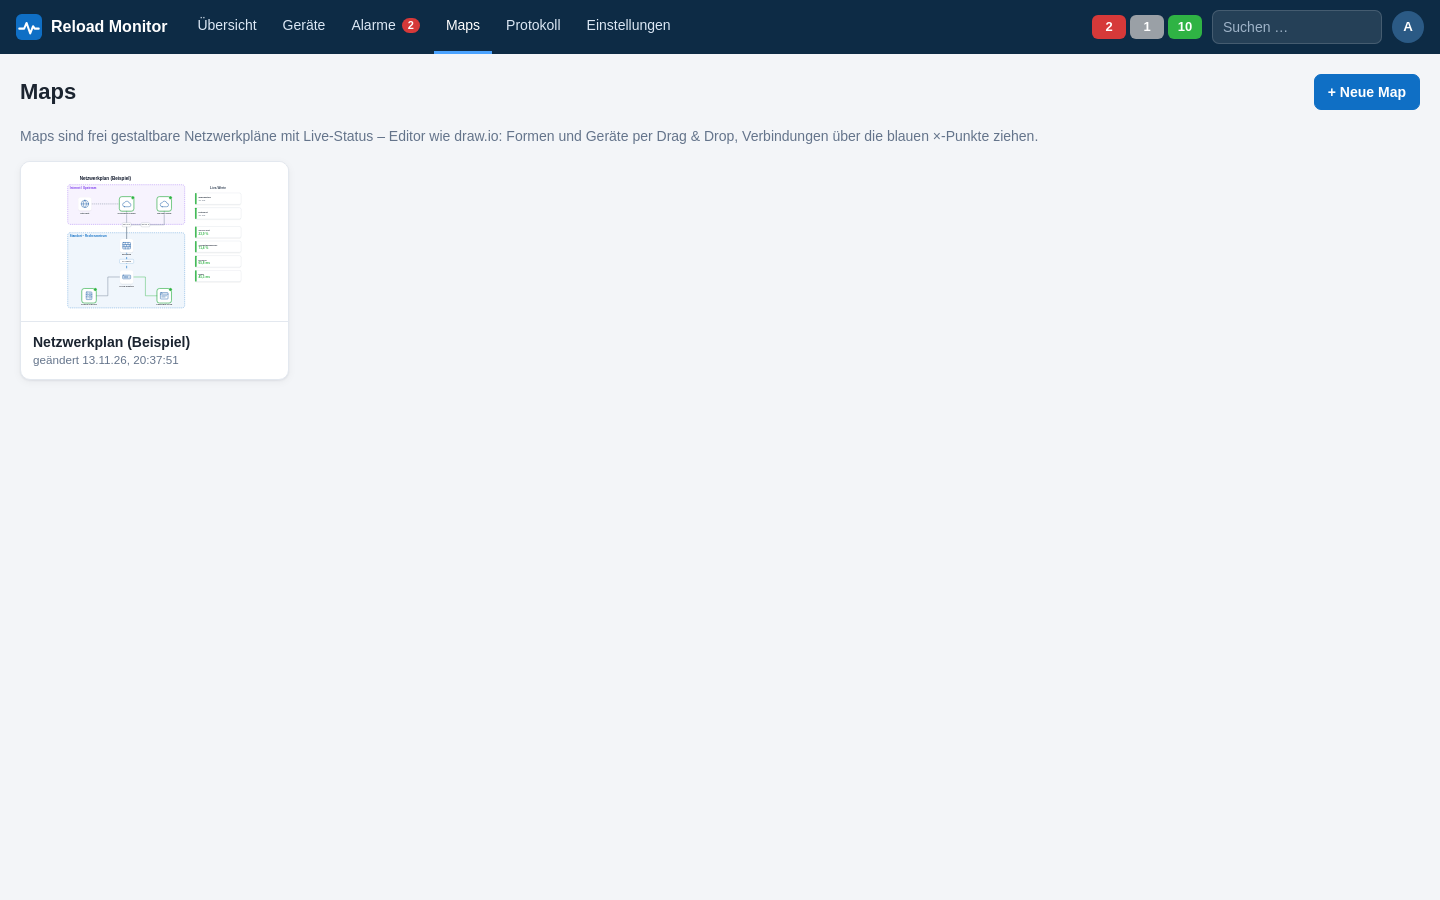 Reload Monitor
Übersicht
Geräte
Alarme 2
Maps
Protokoll
Einstellungen
2
1
10
Suchen …
A
Maps
+ Neue Map
Maps sind frei gestaltbare Netzwerkpläne mit Live-Status – Editor wie draw.io: Formen und Geräte per Drag & Drop, Verbindungen über die blauen ×-Punkte ziehen.
Netzwerkplan (Beispiel)
Live-Werte
Netzwerkplan (Beispiel)
geändert 13.11.26, 20:37:51